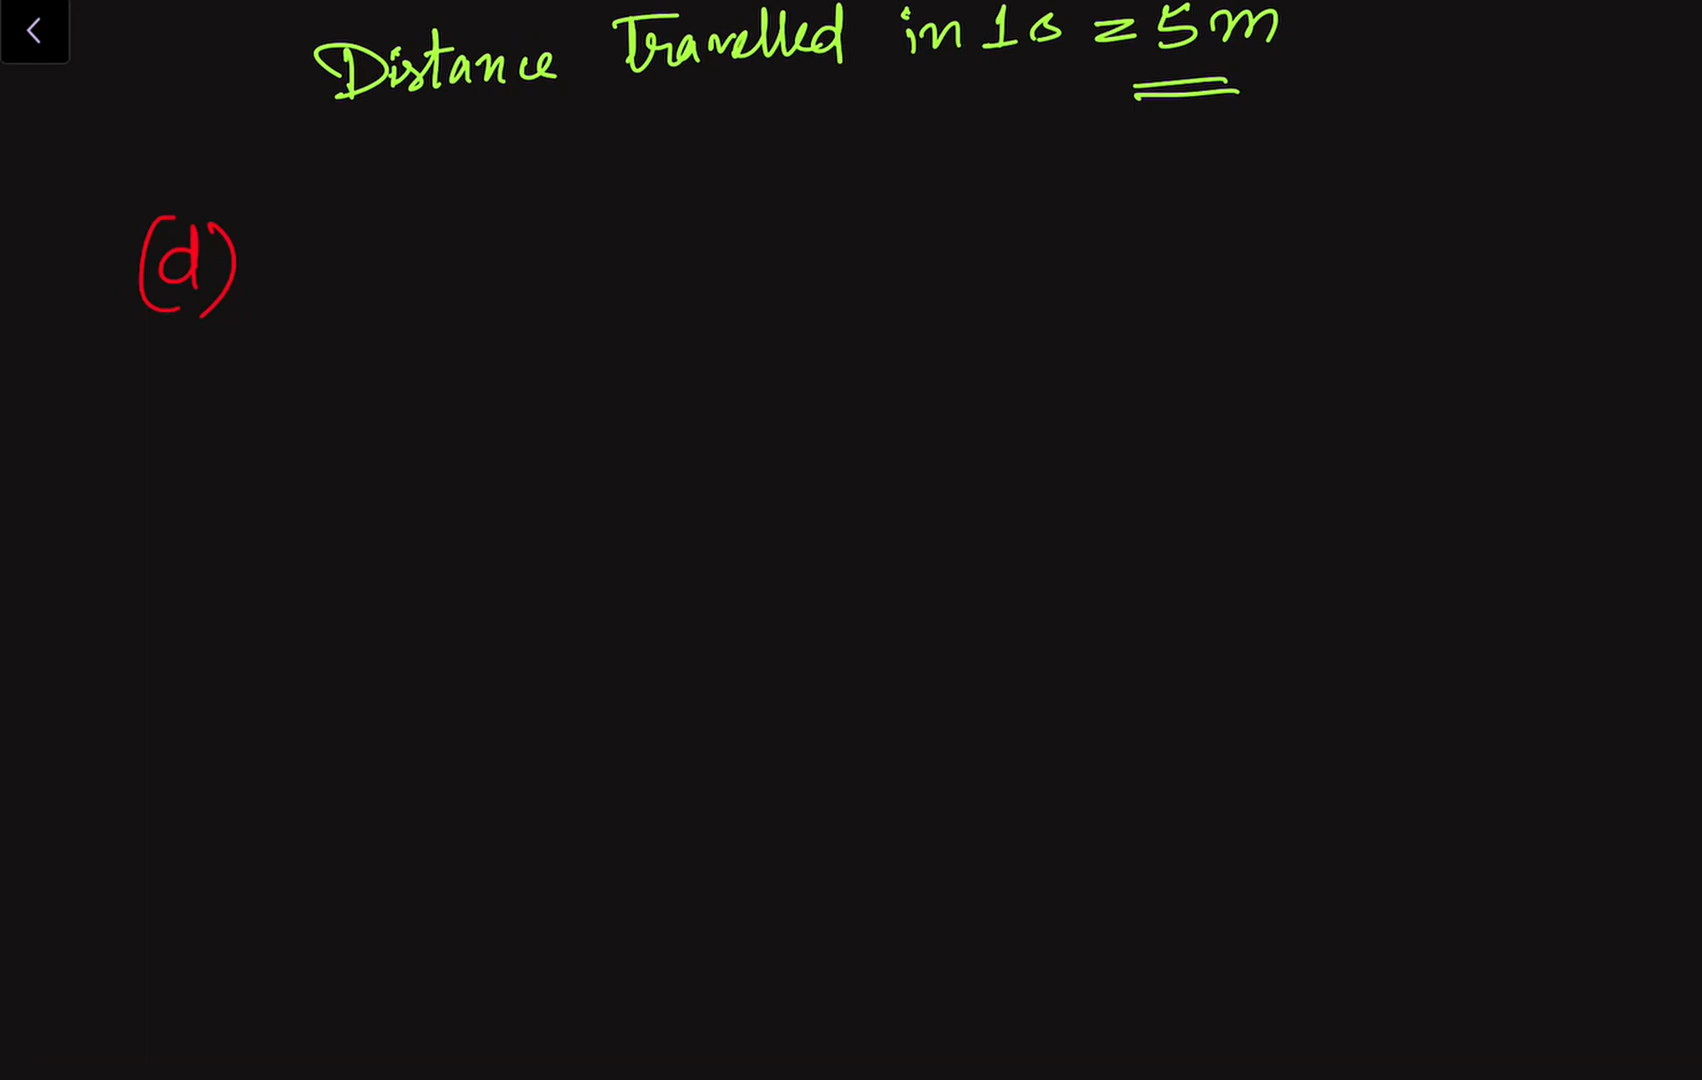 Distance Travelled in 1s = 5m
(d)